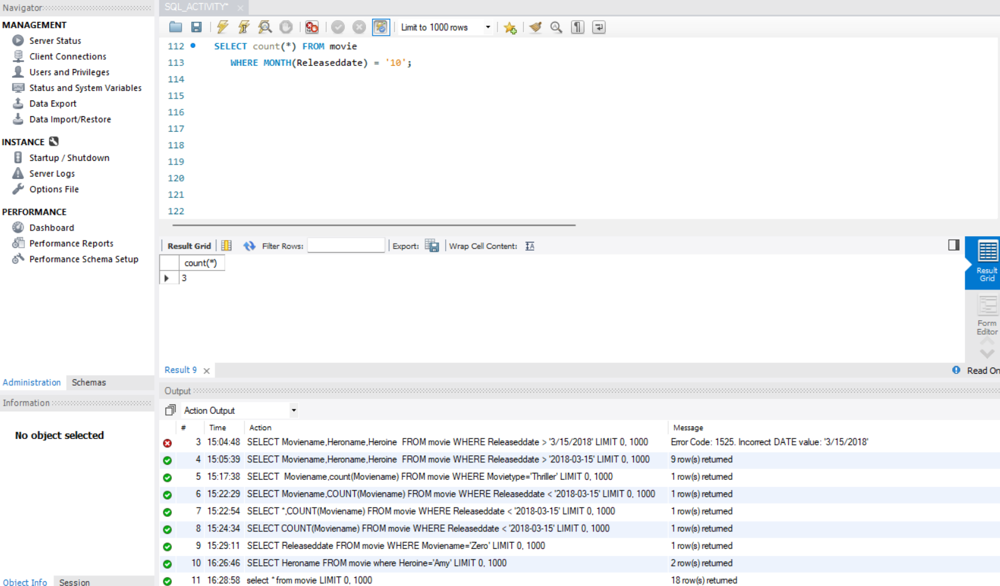 Navigator
MANAGEMENT
Server Status
Client Connections
Users and Privileges
Status and System Variables
Data Export
Data Import/Restore
INSTANCE
Startup / Shutdown
Server Logs
Options File
PERFORMANCE
Dashboard
Performance Reports
Performance Schema Setup
Administration Schemas
Information
No object selected
Object Info Session
SQL_ACTIVITY*
Limit to 1000 rows
112 SELECT count(*) FROM movie
113 WHERE MONTH(Releaseddate) = '10';
114
115
116
117
118
119
120
121
122
Result Grid Filter Rows: Export: Wrap Cell Content:
count(*)
3
Result
Grid
Form
Editor
Result 9 Read On
Output
Action Output
# Time Action Message
3 15:04:48 SELECT Moviename,Heroname,Heroine FROM movie WHERE Releaseddate > '3/15/2018' LIMIT 0, 1000 Error Code: 1525. Incorrect DATE value: '3/15/2018'
4 15:05:39 SELECT Moviename,Heroname,Heroine FROM movie WHERE Releaseddate > '2018-03-15' LIMIT 0, 1000 9 row(s) returned
5 15:17:38 SELECT Moviename,count(Moviename) FROM movie WHERE Movietype='Thriller' LIMIT 0, 1000 1 row(s) returned
6 15:22:29 SELECT Moviename,COUNT(Moviename) FROM movie WHERE Releaseddate < '2018-03-15' LIMIT 0, 1000 1 row(s) returned
7 15:22:54 SELECT *,COUNT(Moviename) FROM movie WHERE Releaseddate < '2018-03-15' LIMIT 0, 1000 1 row(s) returned
8 15:24:34 SELECT COUNT(Moviename) FROM movie WHERE Releaseddate < '2018-03-15' LIMIT 0, 1000 1 row(s) returned
9 15:29:11 SELECT Releaseddate FROM movie WHERE Moviename='Zero' LIMIT 0, 1000 1 row(s) returned
10 16:26:46 SELECT Heroname FROM movie where Heroine='Amy' LIMIT 0, 1000 2 row(s) returned
11 16:28:58 select * from movie LIMIT 0, 1000 18 row(s) returned